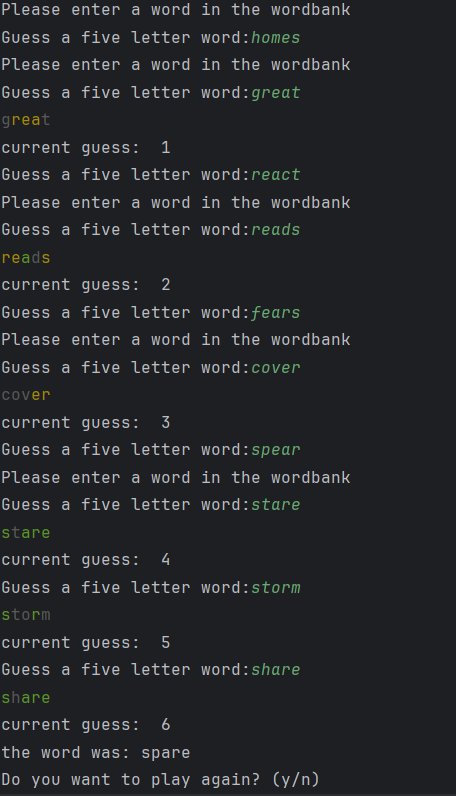 Please enter a word in the wordbank
Guess a five letter word:homes
Please enter a word in the wordbank
Guess a five letter word:great
great
current guess:  1
Guess a five letter word:react
Please enter a word in the wordbank
Guess a five letter word:reads
reads
current guess:  2
Guess a five letter word:fears
Please enter a word in the wordbank
Guess a five letter word:cover
cover
current guess:  3
Guess a five letter word:spear
Please enter a word in the wordbank
Guess a five letter word:stare
stare
current guess:  4
Guess a five letter word:storm
storm
current guess:  5
Guess a five letter word:share
share
current guess:  6
the word was: spare
Do you want to play again? (y/n)